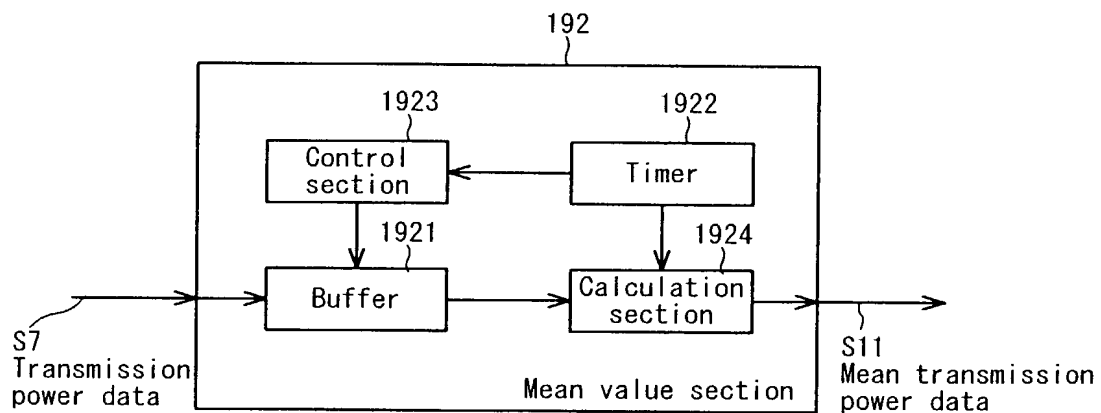 192
1923
1922
Control
section
Timer
1921
1924
Buffer
Calculation
section
S7
Transmission
power data
S11
Mean transmission
power data
Mean value section